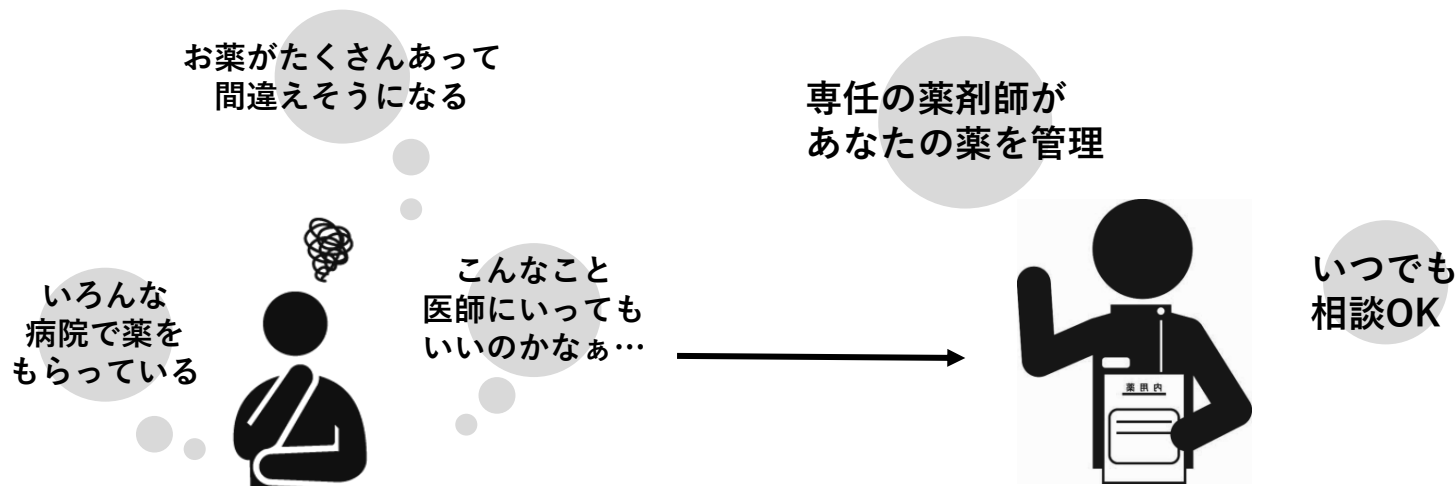 お薬がたくさんあって
間違えそうになる
いろんな
病院で薬を
もらっている
こんなこと
医師にいっても
いいのかなぁ…
専任の薬剤師が
あなたの薬を管理
いつでも
相談OK
薬 用 内